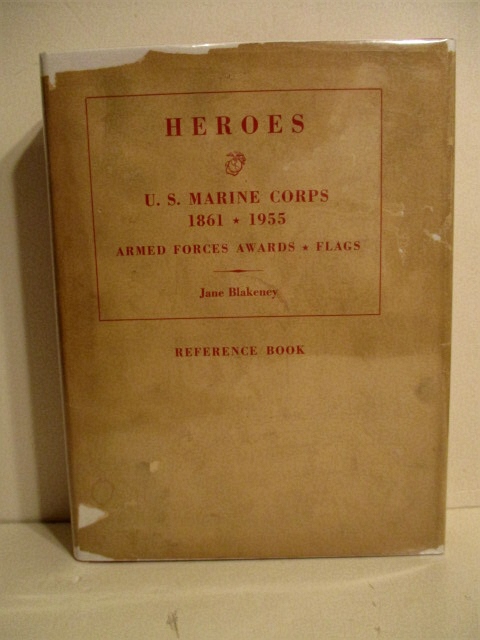 HEROES
U. S. MARINE CORPS
1861 ★ 1955
ARMED FORCES AWARDS ★ FLAGS
Jane Blakeney
REFERENCE BOOK